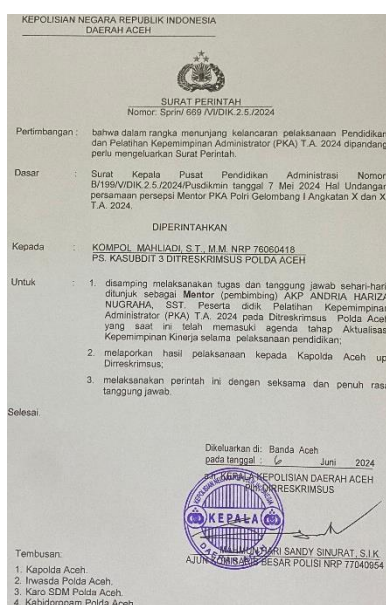 KEPOLISIAN NEGARA REPUBLIK INDONESIA
DAERAH ACEH
SURAT PERINTAH
Nomor: Sprin/ 669 /VI/DIK.2.5./2024
Pertimbangan : bahwa dalam rangka menunjang kelancaran pelaksanaan Pendidikan
dan Pelatihan Kepemimpinan Administrator (PKA) T.A. 2024 dipandang
perlu mengeluarkan Surat Perintah.
Dasar : Surat Kepala Pusat Pendidikan Administrasi Nomor
B/199/V/DIK.2.5./2024/Pusdikmin tanggal 7 Mei 2024 Hal Undangan
persamaan persepsi Mentor PKA Polri Gelombang I Angkatan X dan X
T.A. 2024.
DIPERINTAHKAN
Kepada : KOMPOL MAHLIADI, S.T., M.M. NRP 76060418
PS. KASUBDIT 3 DITRESKRIMSUS POLDA ACEH
Untuk : 1. disamping melaksanakan tugas dan tanggung jawab sehari-hari
ditunjuk sebagai Mentor (pembimbing) AKP ANDRIA HARIZA
NUGRAHA, SST. Peserta didik Pelatihan Kepemimpinan
Administrator (PKA) T.A. 2024 pada Ditreskrimsus Polda Aceh
yang saat ini telah memasuki agenda tahap Aktualisasi
Kepemimpinan Kinerja selama pelaksanaan pendidikan;
2. melaporkan hasil pelaksanaan kepada Kapolda Aceh up
Dirreskrimsus;
3. melaksanakan perintah ini dengan seksama dan penuh rasa
tanggung jawab.
Selesai.
Dikeluarkan di: Banda Aceh
pada tanggal : 6 Juni 2024
a.n. KEPALA KEPOLISIAN DAERAH ACEH
DIRRESKRIMSUS
KEPALA
SANDY SINURAT, S.I.K
AJUN KOMISARIS BESAR POLISI NRP 77040954
Tembusan:
1. Kapolda Aceh.
2. Irwasda Polda Aceh.
3. Karo SDM Polda Aceh.
4. Kabidpropam Polda Aceh.